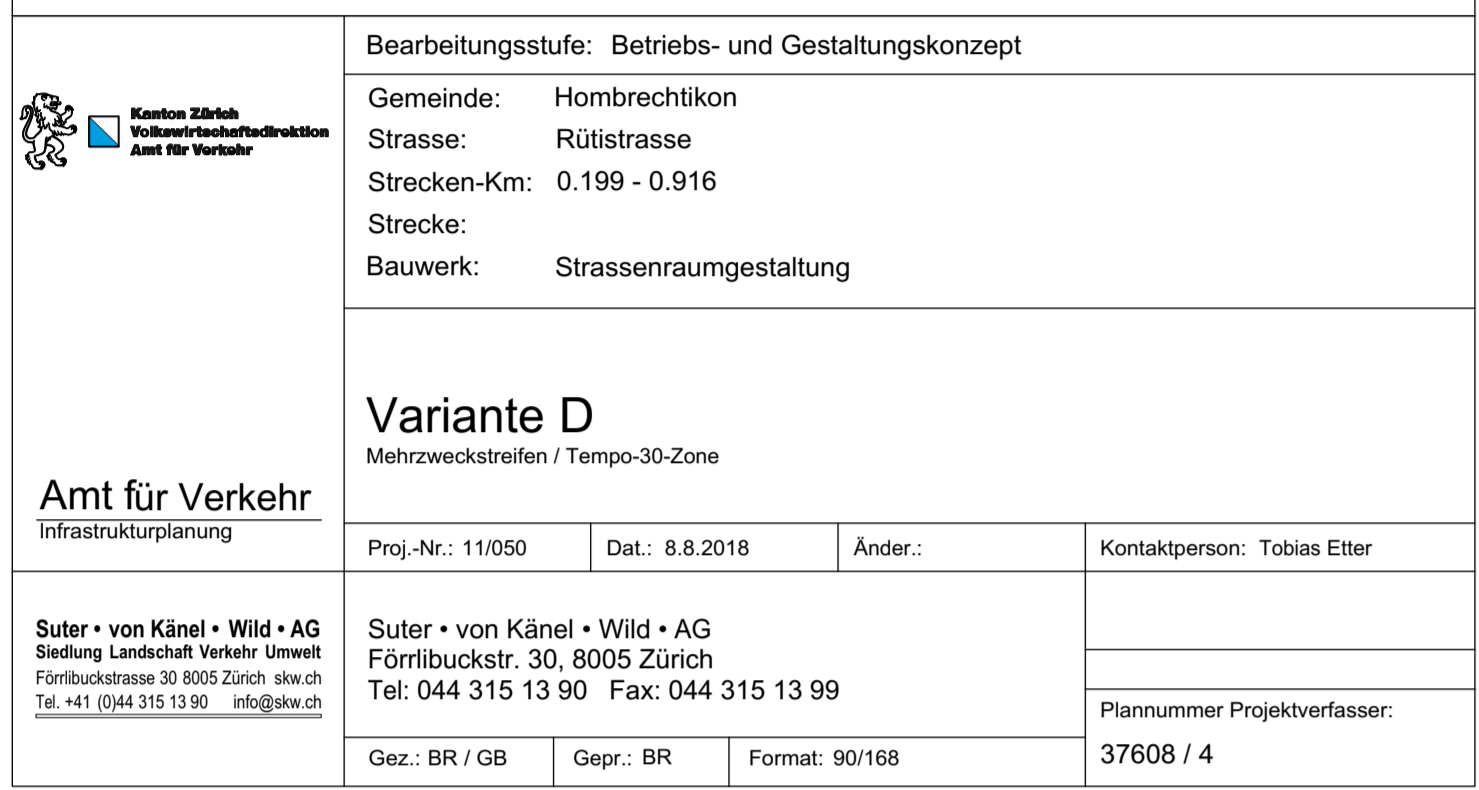 Bearbeitungsstufe: Betriebs- und Gestaltungskonzept
Kanton Zürich
Volkswirtschaftsdirektion
Amt für Verkehr
Gemeinde: Hombrechtikon
Strasse: Rütistrasse
Strecken-Km: 0.199 - 0.916
Strecke:
Bauwerk: Strassenraumgestaltung
Variante D
Mehrzweckstreifen / Tempo-30-Zone
Amt für Verkehr
Infrastrukturplanung
Proj.-Nr.: 11/050
Dat.: 8.8.2018
Änder.:
Kontaktperson: Tobias Etter
Suter • von Känel • Wild • AG
Siedlung Landschaft Verkehr Umwelt
Förrlibuckstrasse 30 8005 Zürich skw.ch
Tel. +41 (0)44 315 13 90 info@skw.ch
Suter • von Känel • Wild • AG
Förrlibuckstr. 30, 8005 Zürich
Tel: 044 315 13 90 Fax: 044 315 13 99
Plannummer Projektverfasser:
37608 / 4
Gez.: BR / GB
Gepr.: BR
Format: 90/168